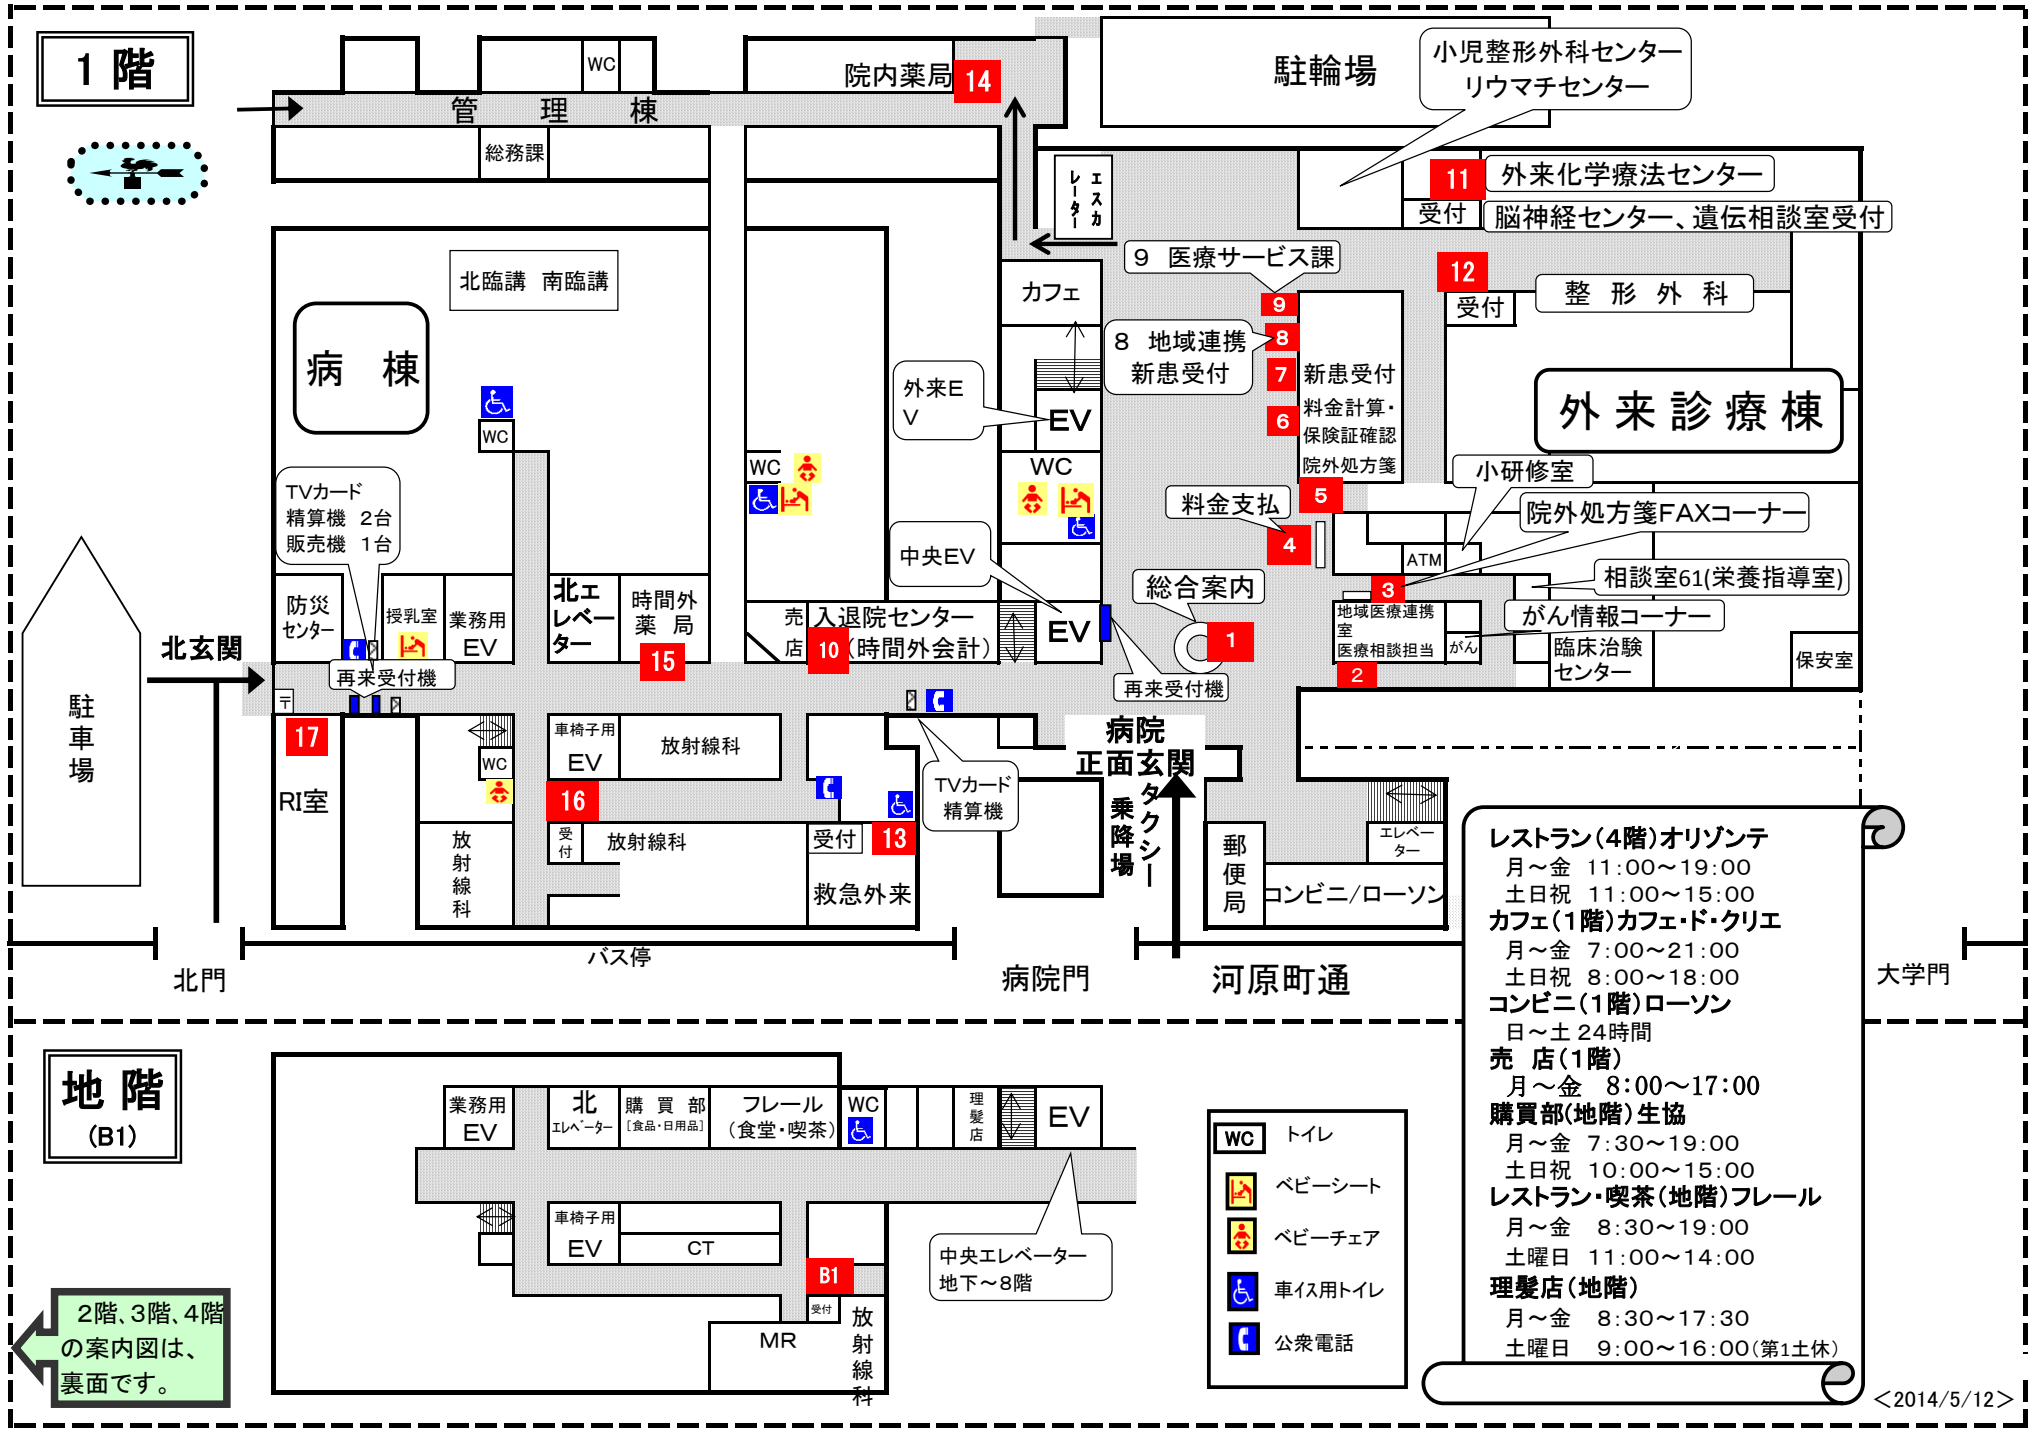 1階
WC
院内薬局
14
駐輪場
小児整形外科センター
リウマチセンター
管理棟
総務課
エスカレーター
11
外来化学療法センター
受付
脳神経センター、遺伝相談室受付
9 医療サービス課
12
整形外科
受付
北臨講 南臨講
病棟
カフェ
9
8 地域連携
新患受付
8
7
新患受付
6
料金計算・
保険証確認
院外処方箋
外来診療棟
外来E
V
EV
WC
WC
WC
小研修室
5
料金支払
4
院外処方箋FAXコーナー
ATM
TVカード
精算機 2台
販売機 1台
中央EV
総合案内
3
相談室61(栄養指導室)
防災
センター
授乳室
業務用
EV
北エ
レベー
ター
時間外
薬局
15
売店
入退院センター
10
(時間外会計)
EV
1
地域医療連携
室
医療相談担当
がん
がん情報コーナー
臨床治験
センター
保安室
2
北玄関
再来受付機
再来受付機
〒
17
駐車場
RI室
WC
車椅子用
EV
放射線科
16
受付
放射線科
放射線科
受付
13
救急外来
TVカード
精算機
病院
正面玄関
タクシー
乗降場
郵便局
エレベー
ター
コンビニ/ローソン
北門
バス停
病院門
河原町通
大学門
レストラン(4階)オリゾンテ
月～金 11:00～19:00
土日祝 11:00～15:00
カフェ(1階)カフェ・ド・クリエ
月～金 7:00～21:00
土日祝 8:00～18:00
コンビニ(1階)ローソン
日～土 24時間
売 店(1階)
月～金 8:00～17:00
購買部(地階)生協
月～金 7:30～19:00
土日祝 10:00～15:00
レストラン・喫茶(地階)フレール
月～金 8:30～19:00
土曜日 11:00～14:00
理髪店(地階)
月～金 8:30～17:30
土曜日 9:00～16:00(第1土休)
地階
(B1)
業務用
EV
北
エレベーター
購買部
[食品・日用品]
フレール
(食堂・喫茶)
WC
理髪店
EV
車椅子用
EV
CT
B1
受付
MR
放射線科
中央エレベーター
地下～8階
WC トイレ
ベビーシート
ベビーチェア
車イス用トイレ
公衆電話
2階、3階、4階
の案内図は、
裏面です。
＜2014/5/12＞